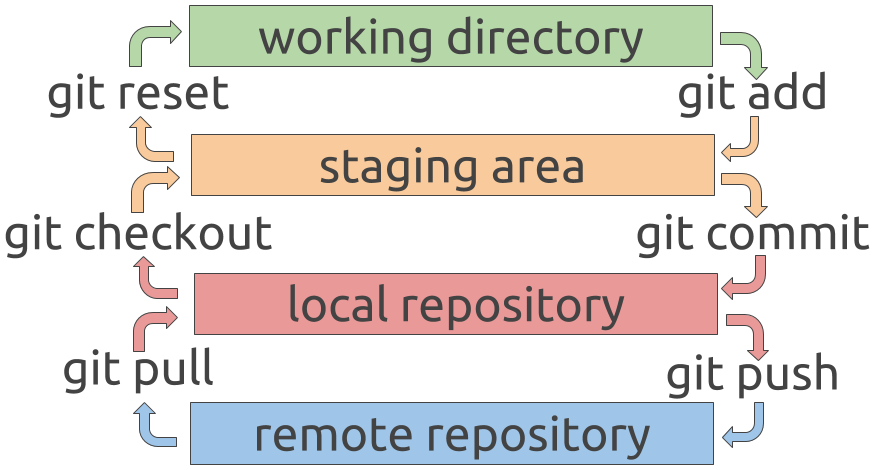 working directory
git reset
git add
staging area
git checkout
git commit
local repository
git pull
git push
remote repository